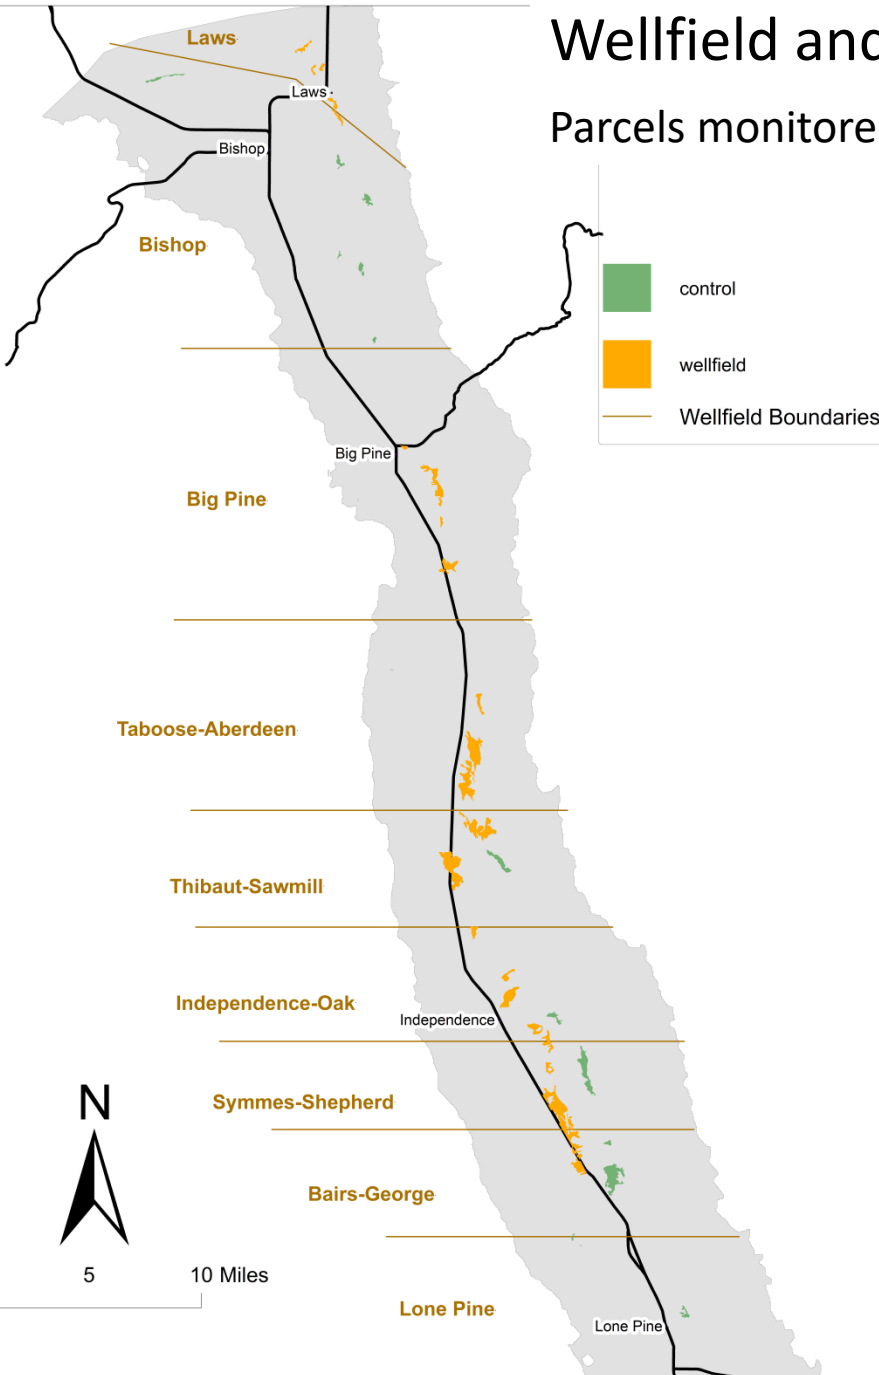 Wellfield and
Parcels monitore
Laws
Laws
Bishop
Bishop
control
wellfield
Wellfield Boundaries
Big Pine
Big Pine
Taboose-Aberdeen
Thibaut-Sawmill
Independence-Oak
Independence
Symmes-Shepherd
N
Bairs-George
5 10 Miles
Lone Pine
Lone Pine